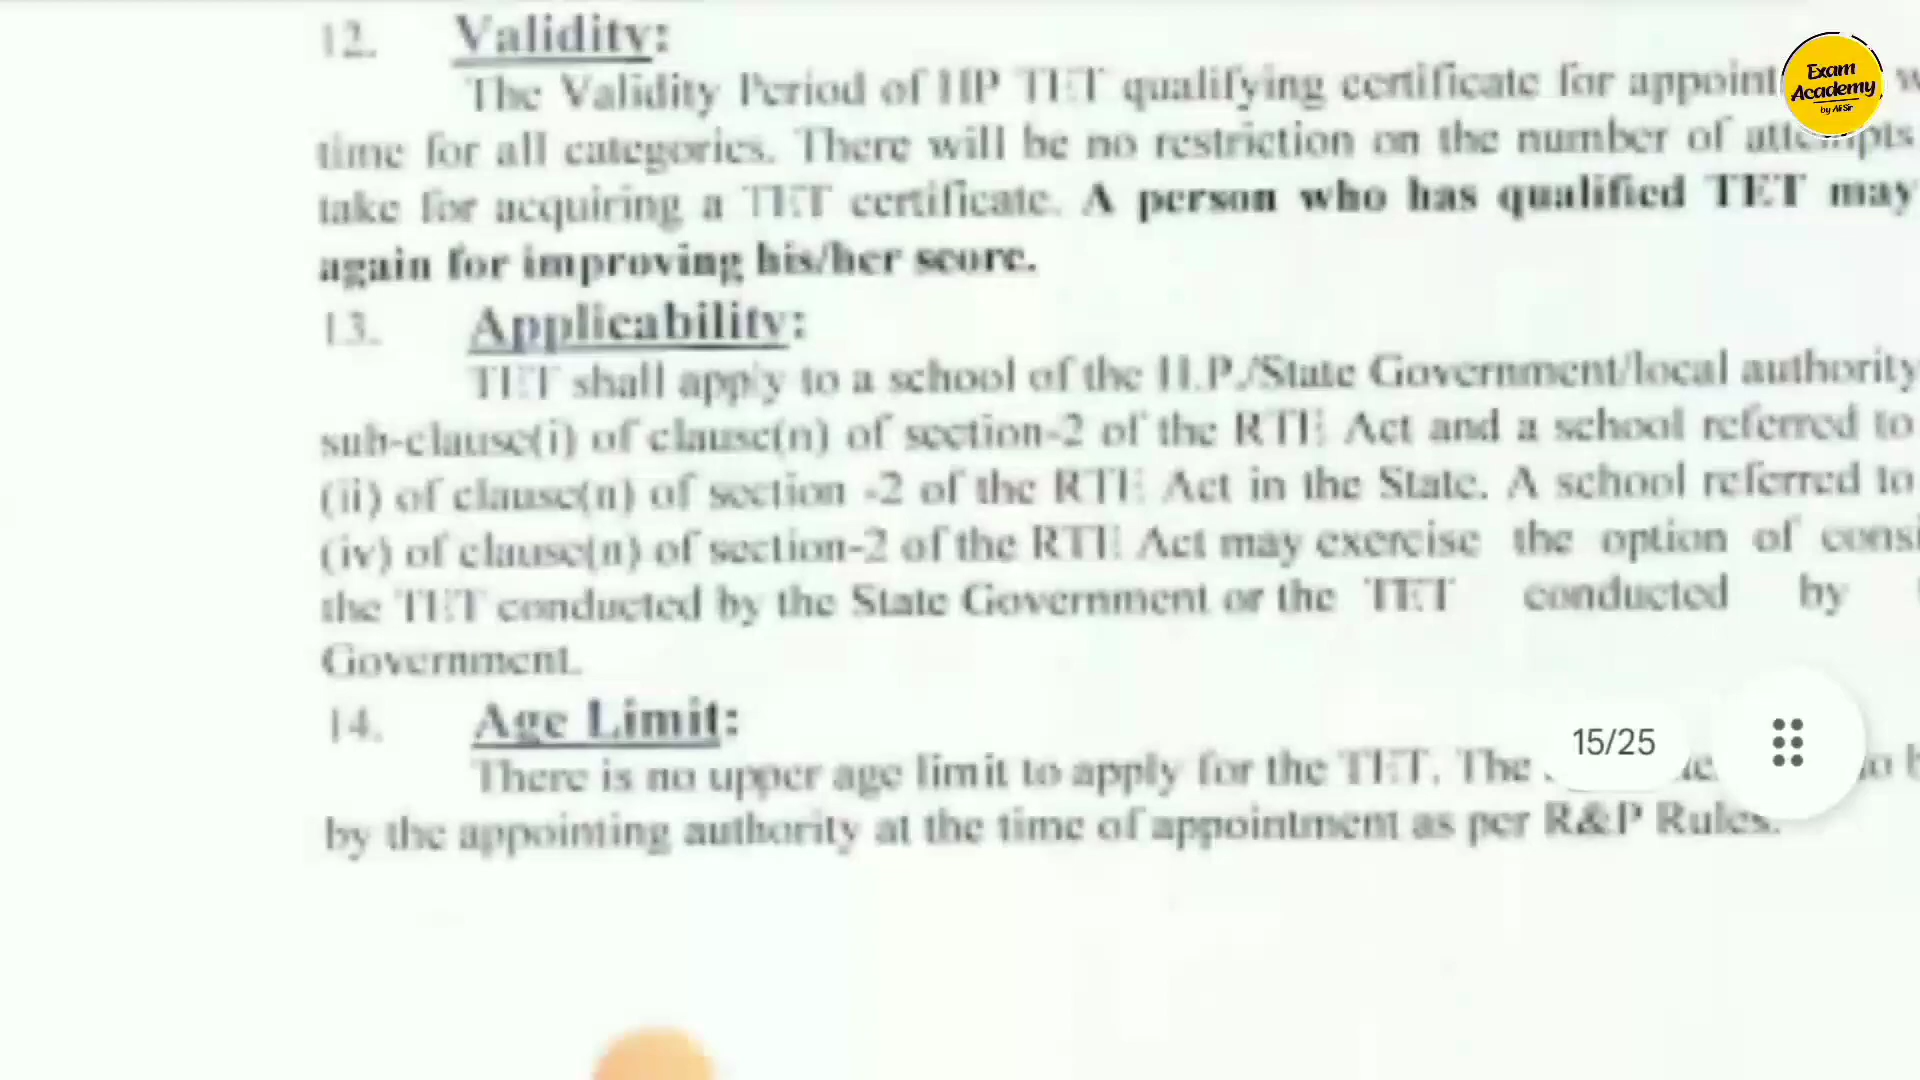 12. Validity:
The Validity Period of HP TET qualifying certificate for appoint
time for all categories. There will be no restriction on the number of attempts
take for acquiring a TET certificate. A person who has qualified TET may
again for improving his/her score.
13. Applicability:
TET shall apply to a school of the H.P./State Government/local authority
sub-clause(i) of clause(n) of section-2 of the RTE Act and a school referred to
(ii) of clause(n) of section -2 of the RTE Act in the State. A school referred to
(iv) of clause(n) of section-2 of the RTE Act may exercise the option of consi
the TET conducted by the State Government or the TET conducted by
Government.
14. Age Limit:
There is no upper age limit to apply for the TET. The
by the appointing authority at the time of appointment as per R&P Rules.
15/25
Exam
Academy
by Ali Sir